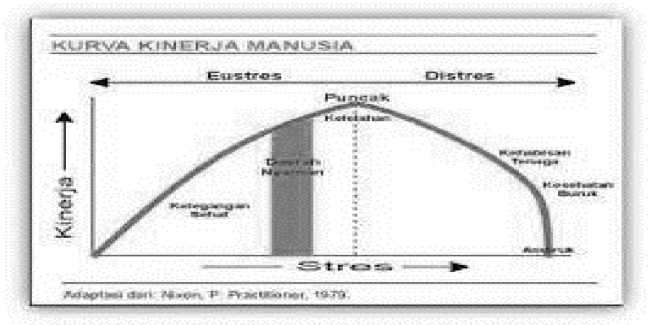 KURVA KINERJA MANUSIA
Eustres
Distres
Puncak
Kelelahan
Daerah
Nyaman
Kehabisan
Tenaga
Kesehatan
Buruk
Ketegangan
Sehat
Kinerja
Ambruk
Stres
Adaptasi dari: Nixon, P. Practitioner, 1979.